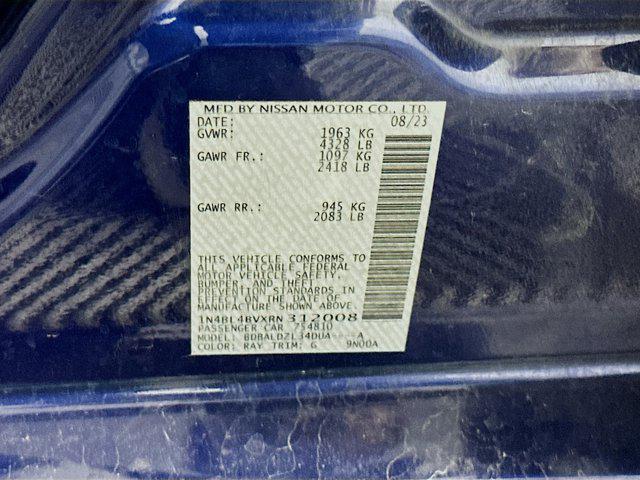 MFD BY NISSAN MOTOR CO., LTD.
DATE: 08/23
GVWR: 1963 KG
4328 LB
GAWR FR.: 1097 KG
2418 LB
GAWR RR.: 945 KG
2083 LB
THIS VEHICLE CONFORMS TO
ALL APPLICABLE FEDERAL
MOTOR VEHICLE SAFETY,
BUMPER, AND THEFT
PREVENTION STANDARDS IN
EFFECT ON THE DATE OF
MANUFACTURE SHOWN ABOVE.
1N4BL4BVXRN312008
PASSENGER CAR 754810
MODEL: BDBALDZL34DUA----A
COLOR: RAY TRIM: G 9N00A